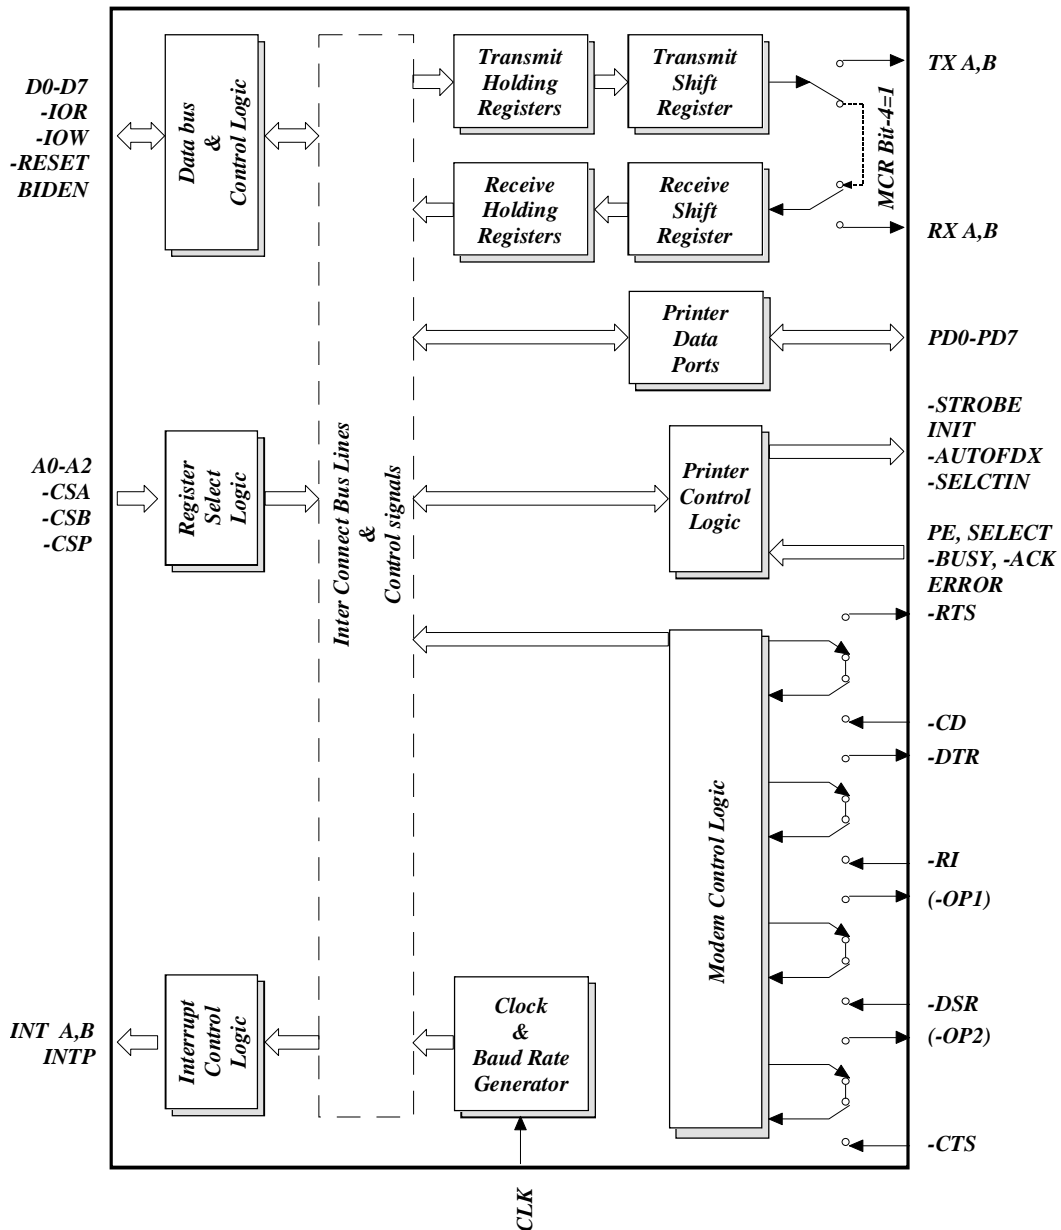 D0-D7
-IOR
-IOW
-RESET
BIDEN
Data bus
&
Control Logic
A0-A2
-CSA
-CSB
-CSP
Register
Select
Logic
INT A,B
INTP
Interrupt
Control
Logic
Inter Connect Bus Lines
&
Control signals
Transmit
Holding
Registers
Transmit
Shift
Register
Receive
Holding
Registers
Receive
Shift
Register
MCR Bit-4=1
TX A,B
RX A,B
Printer
Data
Ports
PD0-PD7
Printer
Control
Logic
-STROBE
INIT
-AUTOFDX
-SELCTIN
PE, SELECT
-BUSY, -ACK
ERROR
Modem Control Logic
-RTS
-CD
-DTR
-RI
(-OP1)
-DSR
(-OP2)
-CTS
Clock
&
Baud Rate
Generator
CLK